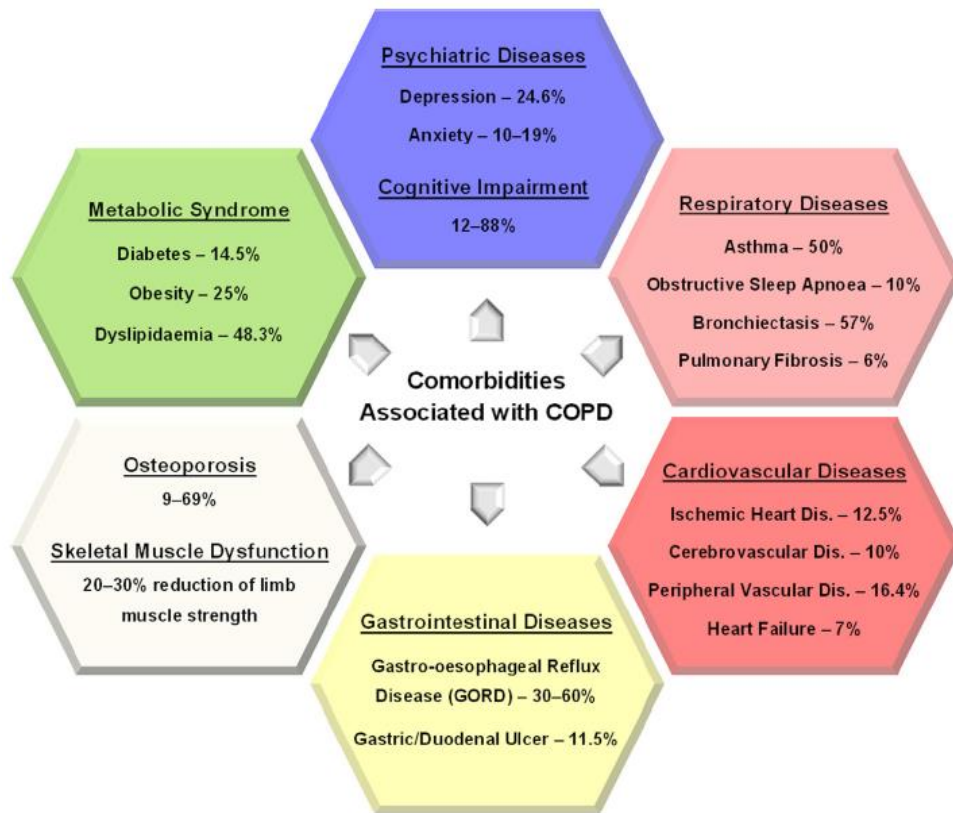 Psychiatric Diseases
Depression – 24.6%
Anxiety – 10–19%
Cognitive Impairment
12–88%
Metabolic Syndrome
Diabetes – 14.5%
Obesity – 25%
Dyslipidaemia – 48.3%
Respiratory Diseases
Asthma – 50%
Obstructive Sleep Apnoea – 10%
Bronchiectasis – 57%
Pulmonary Fibrosis – 6%
Comorbidities
Associated with COPD
Osteoporosis
9–69%
Skeletal Muscle Dysfunction
20–30% reduction of limb
muscle strength
Cardiovascular Diseases
Ischemic Heart Dis. – 12.5%
Cerebrovascular Dis. – 10%
Peripheral Vascular Dis. – 16.4%
Heart Failure – 7%
Gastrointestinal Diseases
Gastro-oesophageal Reflux
Disease (GORD) – 30–60%
Gastric/Duodenal Ulcer – 11.5%